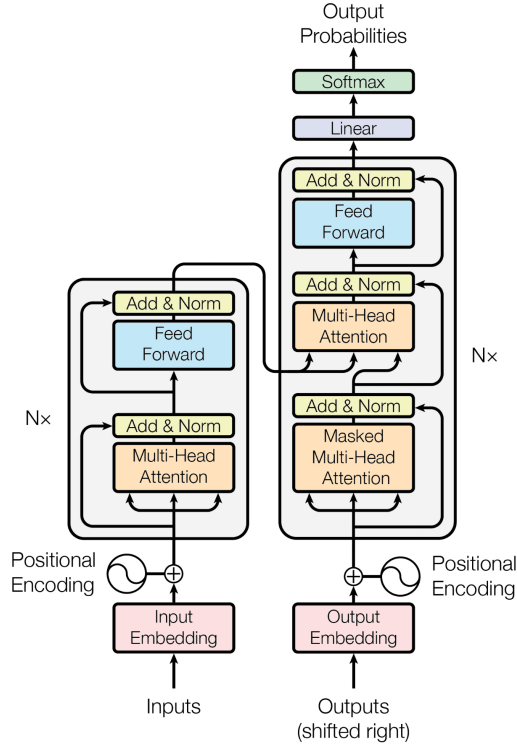 Output
Probabilities
Softmax
Linear
Add & Norm
Feed
Forward
Add & Norm
Multi-Head
Attention
Add & Norm
Masked
Multi-Head
Attention
N×
Add & Norm
Feed
Forward
Add & Norm
Multi-Head
Attention
N×
Positional
Encoding
Positional
Encoding
Input
Embedding
Output
Embedding
Inputs
Outputs
(shifted right)